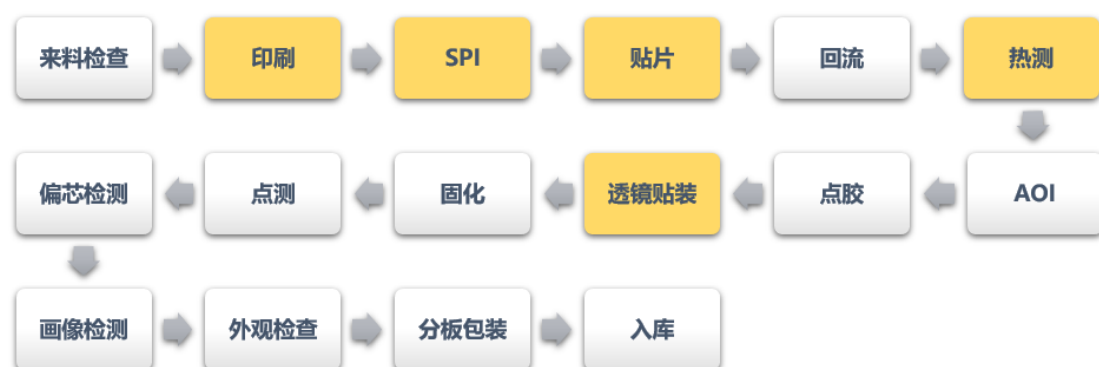 来料检查
印刷
SPI
贴片
回流
热测
AOI
点胶
透镜贴装
固化
点测
偏芯检测
画像检测
外观检查
分板包装
入库